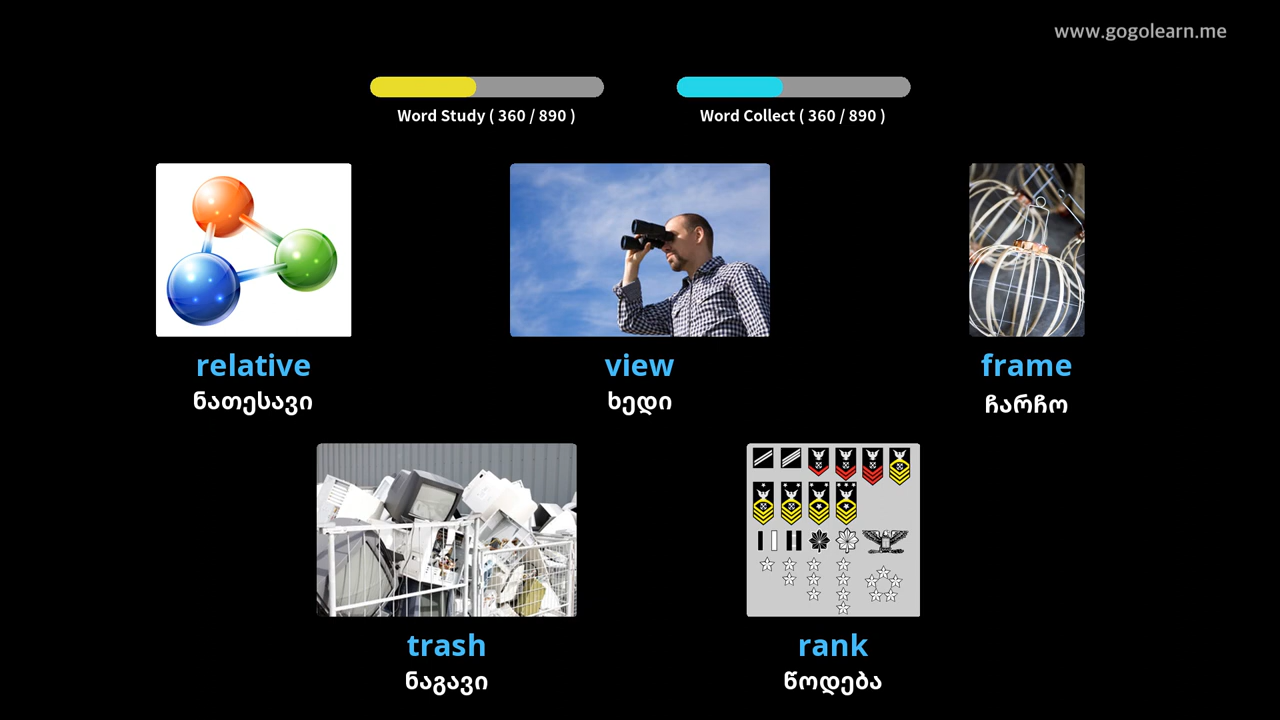 www.gogolearn.me
Word Study ( 360 / 890 )
Word Collect ( 360 / 890 )
relative
ნათესავი
view
ხედი
frame
ჩარჩო
trash
ნაგავი
rank
წოდება